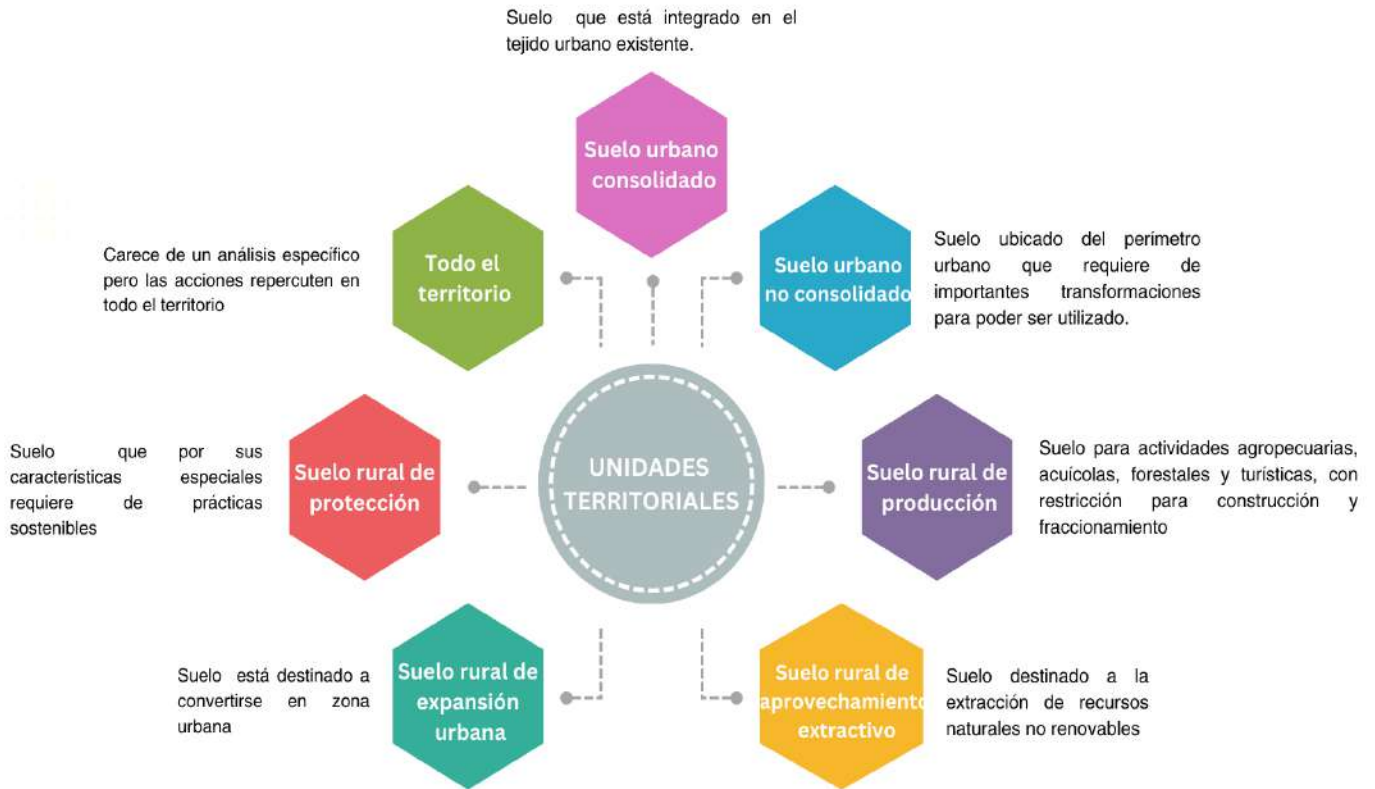 Suelo que está integrado en el
tejido urbano existente.
Suelo urbano
consolidado
Carece de un análisis específico
pero las acciones repercuten en
todo el territorio
Todo el
territorio
Suelo urbano
no consolidado
Suelo ubicado del perímetro
urbano que requiere de
importantes transformaciones
para poder ser utilizado.
Suelo que por sus
características especiales
requiere de prácticas
sostenibles
Suelo rural de
protección
UNIDADES
TERRITORIALES
Suelo rural de
producción
Suelo para actividades agropecuarias,
acuícolas, forestales y turísticas, con
restricción para construcción y
fraccionamiento
Suelo está destinado a
convertirse en zona
urbana
Suelo rural de
expansión
urbana
Suelo rural de
aprovechamiento
extractivo
Suelo destinado a la
extracción de recursos
naturales no renovables